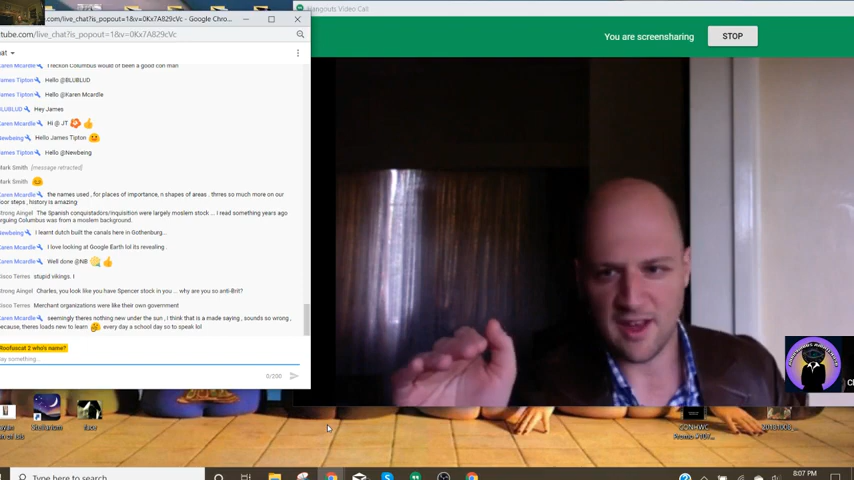 .com/live_chat?is_popout=1&v=0Kx7A829cVc - Google Chro...
Hangouts Video Call
tube.com/live_chat?is_popout=1&v=0Kx7A829cVc
You are screensharing
STOP
Karen Mcardle I reckon Columbus would of been a good con man
James Tipton Hello @BLUBLUD
James Tipton Hello @Karen Mcardle
BLUBLUD Hey James
Karen Mcardle Hi @ JT
Newbeing Hello James Tipton
James Tipton Hello @Newbeing
Mark Smith [message retracted]
Mark Smith
Karen Mcardle the names used , for places of importance, n shapes of areas . thres so much more on our
door steps , history is amazing
Strong Aingel The Spanish conquistadors/inquisition were largely moslem stock ... I read something years ago
arguing Columbus was from a moslem background.
Newbeing I learnt dutch built the canals here in Gothenburg...
Karen Mcardle I love looking at Google Earth lol its revealing.
Karen Mcardle Well done @NB
Cisco Terres stupid vikings. I
Strong Aingel Charles, you look like you have Spencer stock in you ... why are you so anti-Brit?
Cisco Terres Merchant organizations were like their own government
Karen Mcardle seemingly theres nothing new under the sun , I think that is a made saying , sounds so wrong ,
because, theres loads new to learn every day a school day so to speak lol
Roofuscat 2 who's name?
Say something...
0/200
Stellarium
face
CONHWC
Promo
Type here to search
8:07 PM